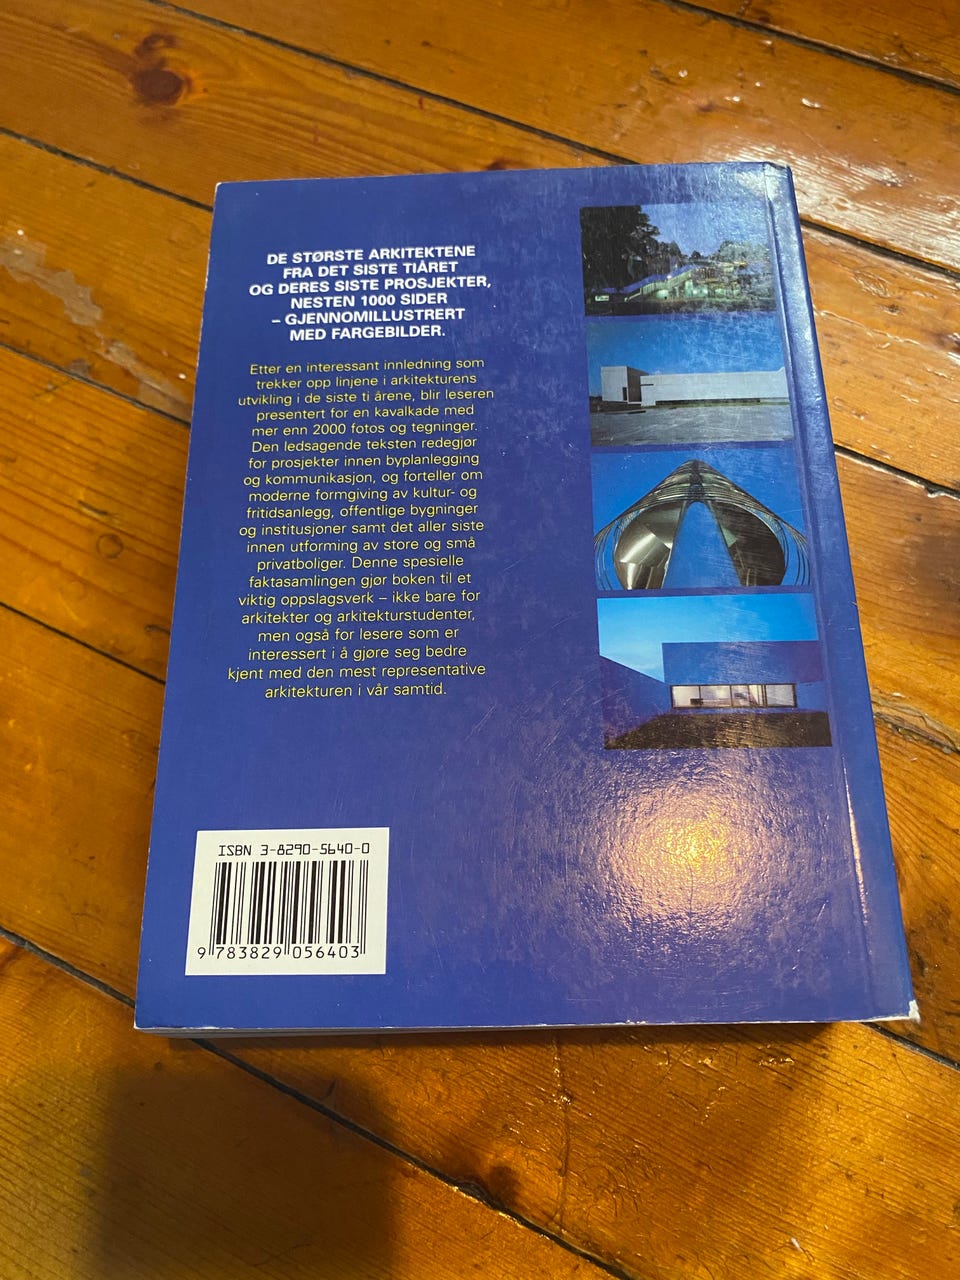 DE STØRSTE ARKITEKTENE
FRA DET SISTE TIÅRET
OG DERES SISTE PROSJEKTER,
NESTEN 1000 SIDER
– GJENNOMILLUSTRERT
MED FARGEBILDER.
Etter en interessant innledning som
trekker opp linjene i arkitekturens
utvikling i de siste ti årene, blir leseren
presentert for en kavalkade med
mer enn 2000 fotos og tegninger.
Den ledsagende teksten redegjør
for prosjekter innen byplanlegging
og kommunikasjon, og forteller om
moderne formgiving av kultur- og
fritidsanlegg, offentlige bygninger
og institusjoner samt det aller siste
innen utforming av store og små
privatboliger. Denne spesielle
faktasamlingen gjør boken til et
viktig oppslagsverk – ikke bare for
arkitekter og arkitekturstudenter,
men også for lesere som er
interessert i å gjøre seg bedre
kjent med den mest representative
arkitekturen i vår samtid.
ISBN 3-8290-5640-0
9 783829 056403